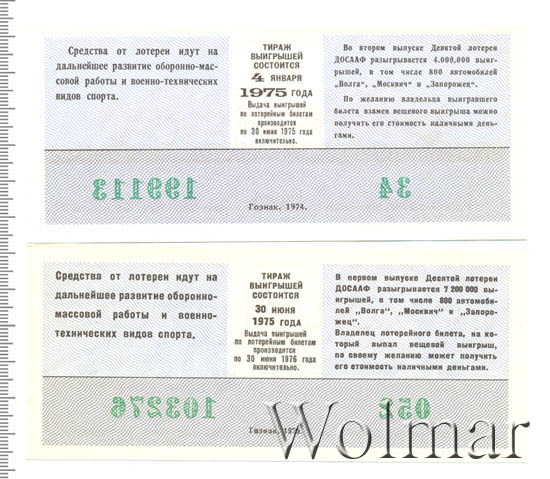 Средства от лотереи идут на
дальнейшее развитие оборонно-мас-
совой работы и военно-технических
видов спорта.
ТИРАЖ
ВЫИГРЫШЕЙ
СОСТОИТСЯ
4 ЯНВАРЯ
1975 ГОДА
Выдача выигрышей
по лотерейным билетам
производится
по 30 июня 1975 года
включительно.
Во втором выпуске Девятой лотереи
ДОСААФ разыгрывается 4.000.000 выиг-
рышей, в том числе 800 автомобилей
„Волга", „Москвич" и „Запорожец".
По желанию владельца выигравшего
билета взамен вещевого выигрыша можно
получить его стоимость наличными день-
гами.
199113
34
Гознак. 1974.
Средства от лотереи идут на
дальнейшее развитие оборонно-
массовой работы и военно-
технических видов спорта.
ТИРАЖ
ВЫИГРЫШЕЙ
СОСТОИТСЯ
30 ИЮНЯ
1975 ГОДА
Выдача выигрышей
по лотерейным билетам
производится
по 30 июня 1976 года
включительно.
В первом выпуске Десятой лотереи
ДОСААФ разыгрывается 7 200 000 вы-
игрышей, в том числе 800 автомоби-
лей „Волга", „Москвич" и „Запоро-
жец".
Владелец лотерейного билета, на ко-
торый выпал вещевой выигрыш,
по своему желанию может получить
его стоимость наличными деньгами.
103276
052
Гознак. 1975.
Wolmar